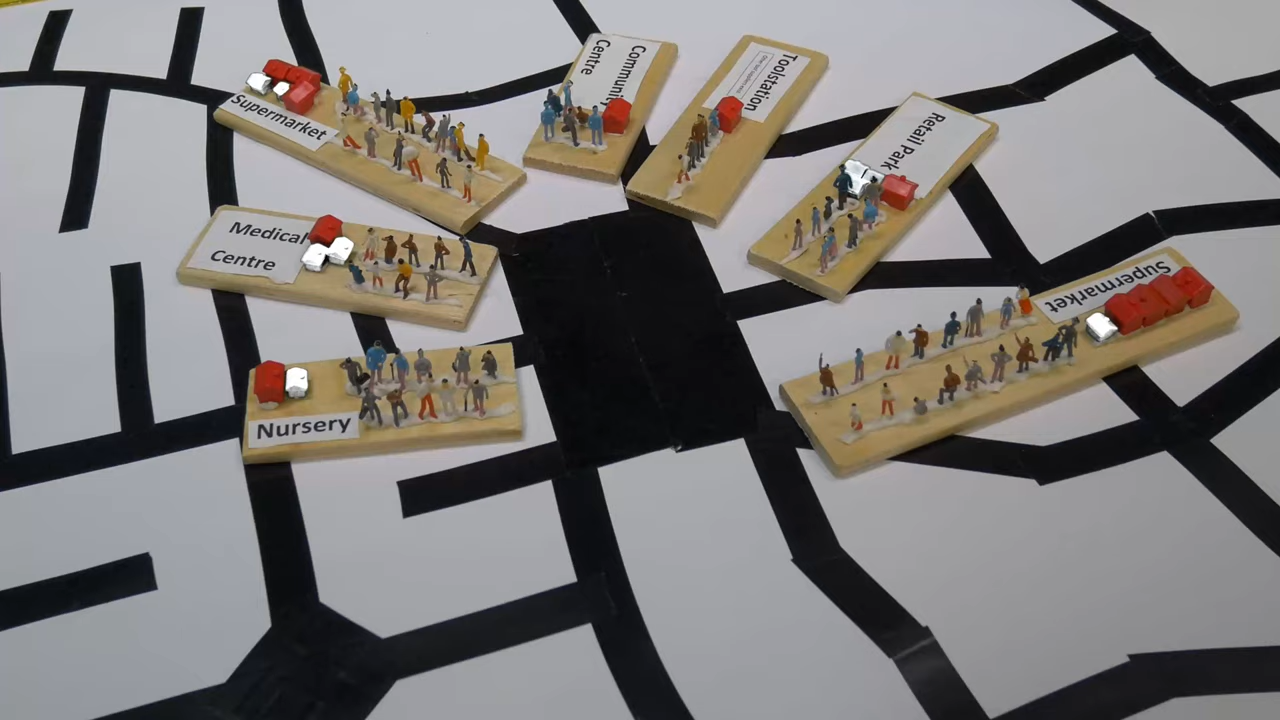 Supermarket
Community
Centre
Toolstation
Retail Park
Medical
Centre
Supermarket
Nursery